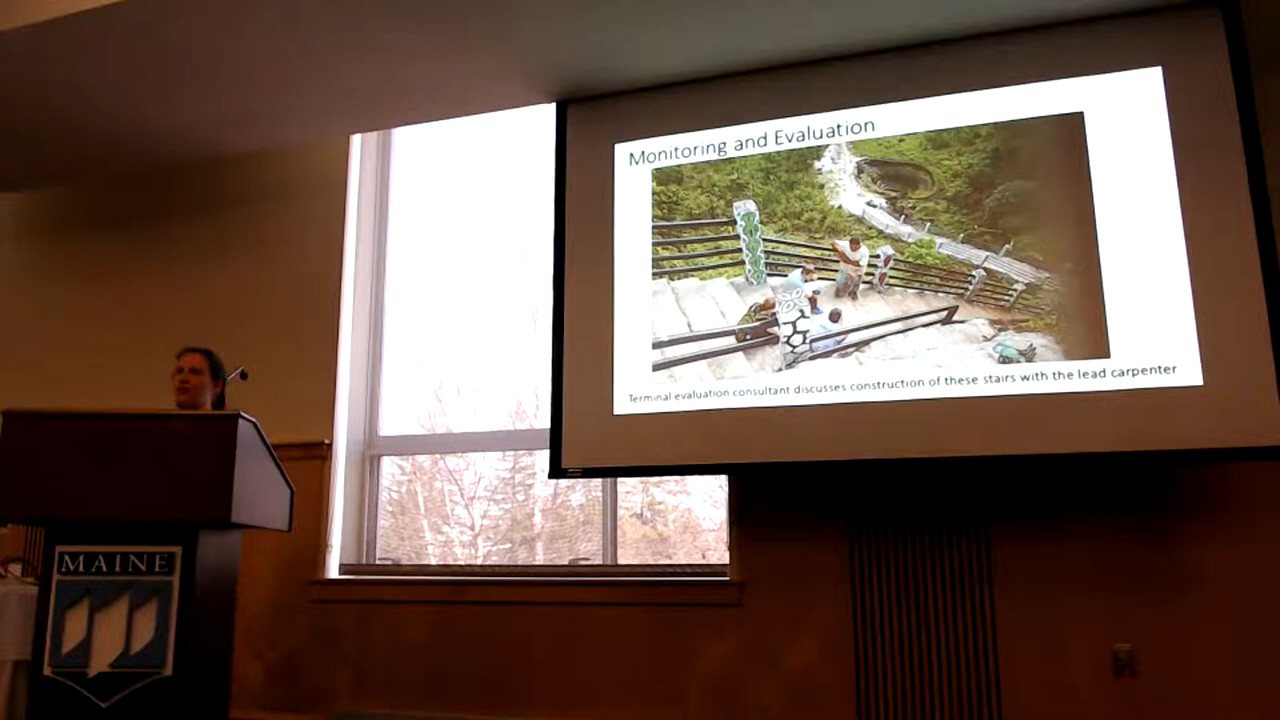 Monitoring and Evaluation
Terminal evaluation consultant discusses construction of these stairs with the lead carpenter
MAINE